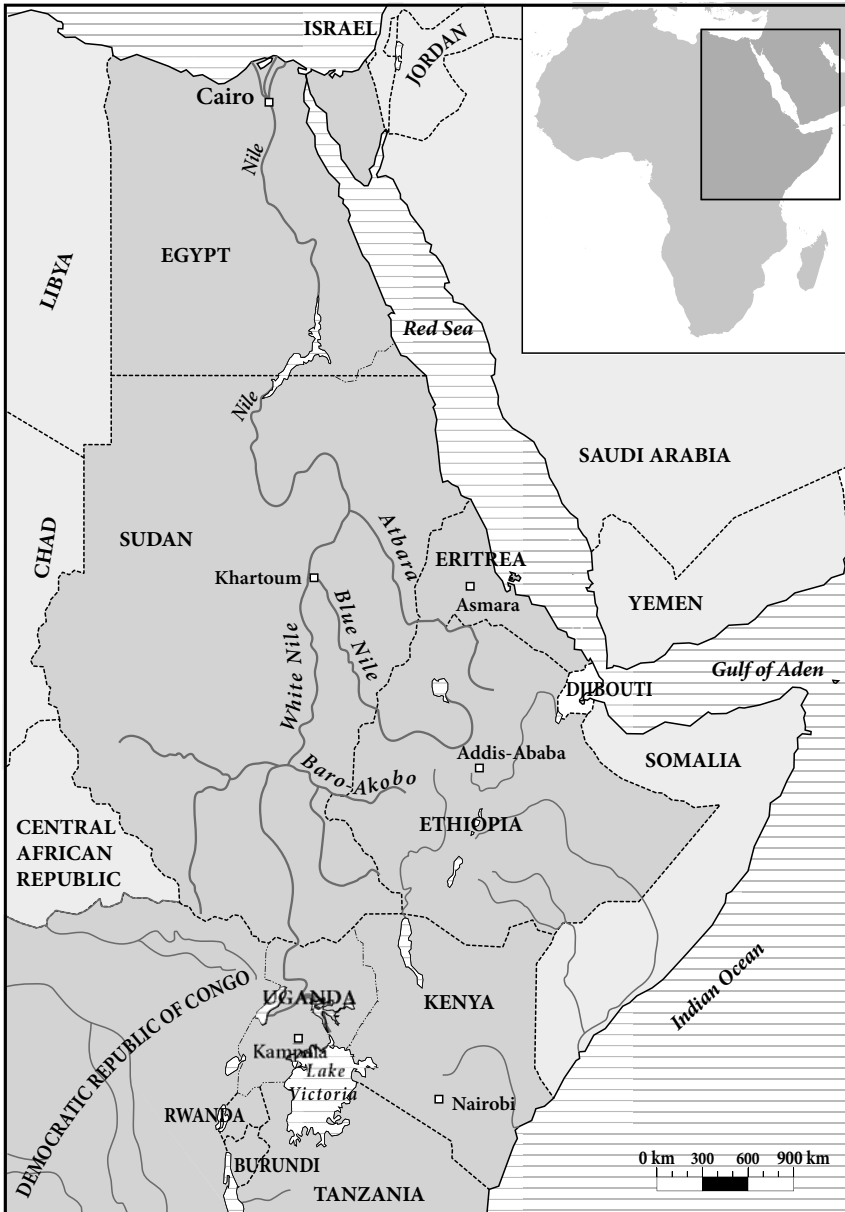 ISRAEL
JORDAN
Cairo
Nile
EGYPT
LIBYA
Red Sea
Nile
SAUDI ARABIA
CHAD
SUDAN
Atbara
ERITREA
Khartoum
Asmara
YEMEN
Blue Nile
White Nile
Gulf of Aden
DJIBOUTI
Addis-Ababa
SOMALIA
Baro-Akobo
ETHIOPIA
CENTRAL
AFRICAN
REPUBLIC
Indian Ocean
DEMOCRATIC REPUBLIC OF CONGO
UGANDA
KENYA
Kampala
Lake
Victoria
Nairobi
RWANDA
BURUNDI
TANZANIA
0 km 300 600 900 km